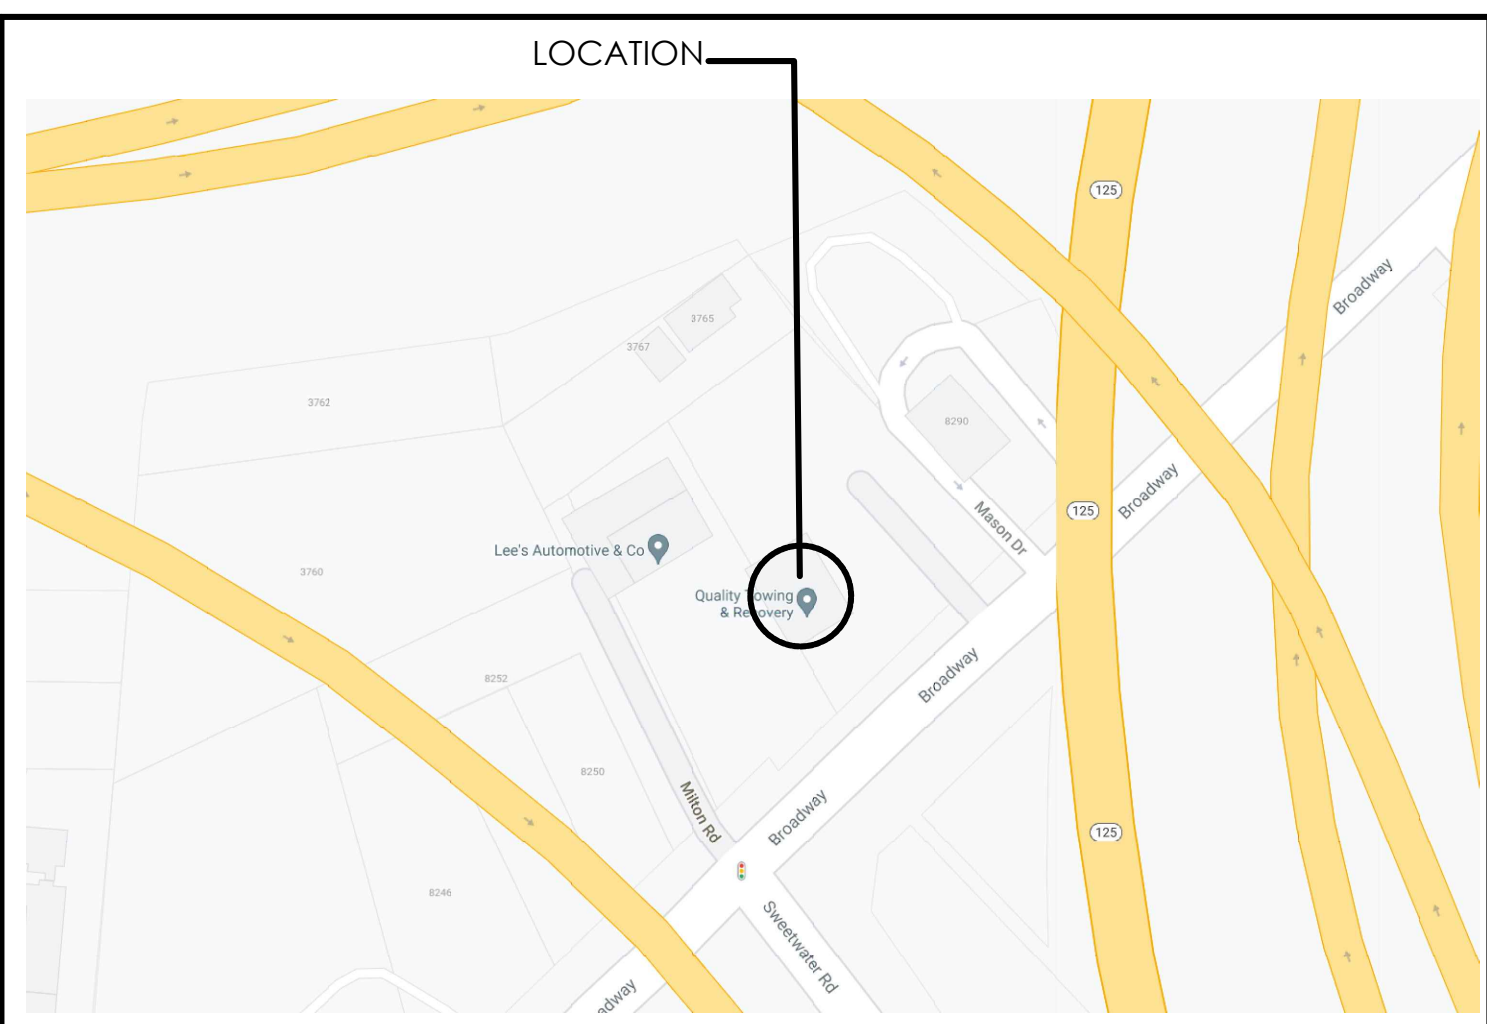 LOCATION
125
Broadway
3765
3767
3762
8290
Broadway
125
Mason Dr
Lee's Automotive & Co
3760
Quality Towing
& Recovery
Broadway
8252
8250
Milton Rd
Broadway
125
8246
Sweetwater Rd
adway